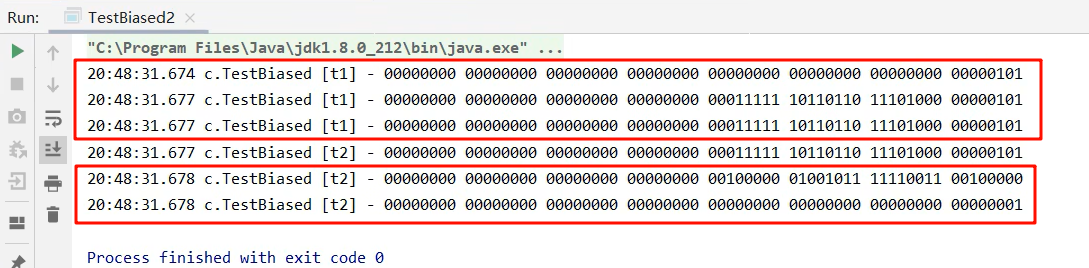 Run: TestBiased2 ×
"C:\Program Files\Java\jdk1.8.0_212\bin\java.exe" ...
20:48:31.674 c.TestBiased [t1] - 00000000 00000000 00000000 00000000 00000000 00000000 00000000 00000101
20:48:31.677 c.TestBiased [t1] - 00000000 00000000 00000000 00000000 00011111 10110110 11101000 00000101
20:48:31.677 c.TestBiased [t1] - 00000000 00000000 00000000 00000000 00011111 10110110 11101000 00000101
20:48:31.677 c.TestBiased [t2] - 00000000 00000000 00000000 00000000 00011111 10110110 11101000 00000101
20:48:31.678 c.TestBiased [t2] - 00000000 00000000 00000000 00000000 00100000 01001011 11110011 00100000
20:48:31.678 c.TestBiased [t2] - 00000000 00000000 00000000 00000000 00000000 00000000 00000000 00000001
Process finished with exit code 0